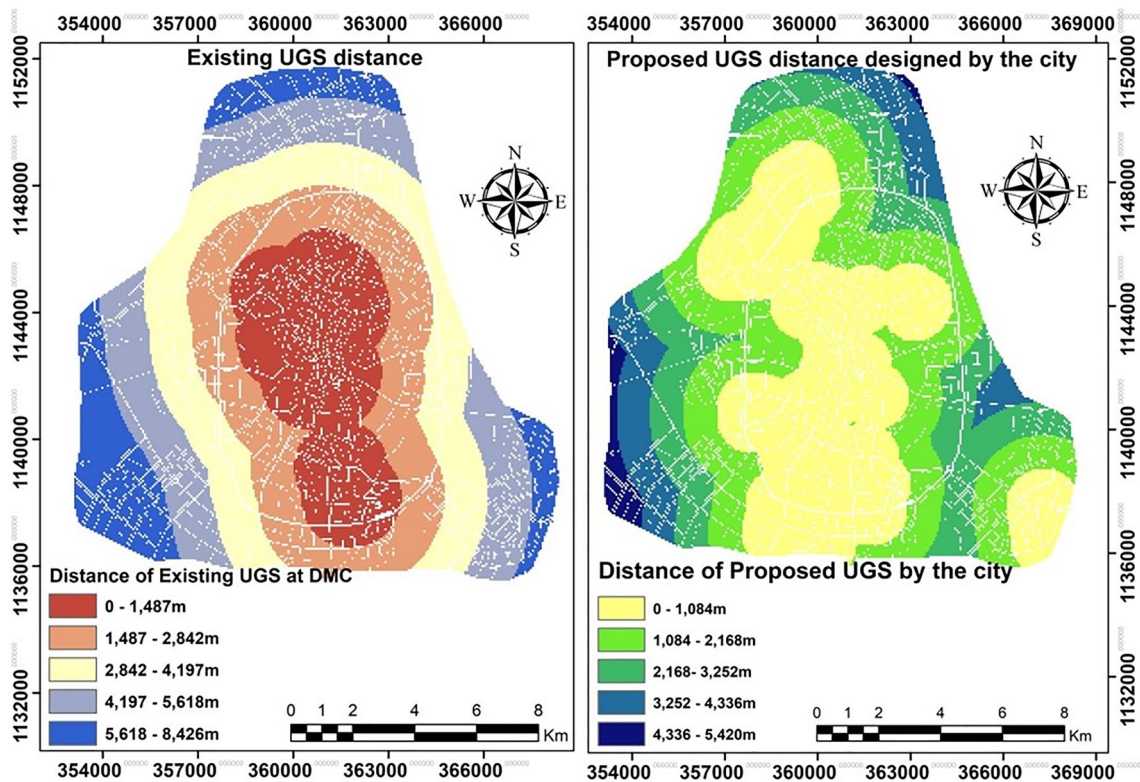 354000 357000 360000 363000 366000
354000 357000 360000 363000 366000 369000
Existing UGS distance
1152000
1148000
1144000
1140000
1136000
1132000
N
W E
S
Distance of Existing UGS at DMC
0 - 1,487m
1,487 - 2,842m
2,842 - 4,197m
4,197 - 5,618m
5,618 - 8,426m
0 1 2 4 6 8
Km
354000 357000 360000 363000 366000
Proposed UGS distance designed by the city
N
W E
S
1152000
1148000
1144000
1140000
1136000
1132000
Distance of Proposed UGS by the city
0 - 1,084m
1,084 - 2,168m
2,168- 3,252m
3,252 - 4,336m
4,336 - 5,420m
0 1 2 4 6 8
Km
354000 357000 360000 363000 366000 369000